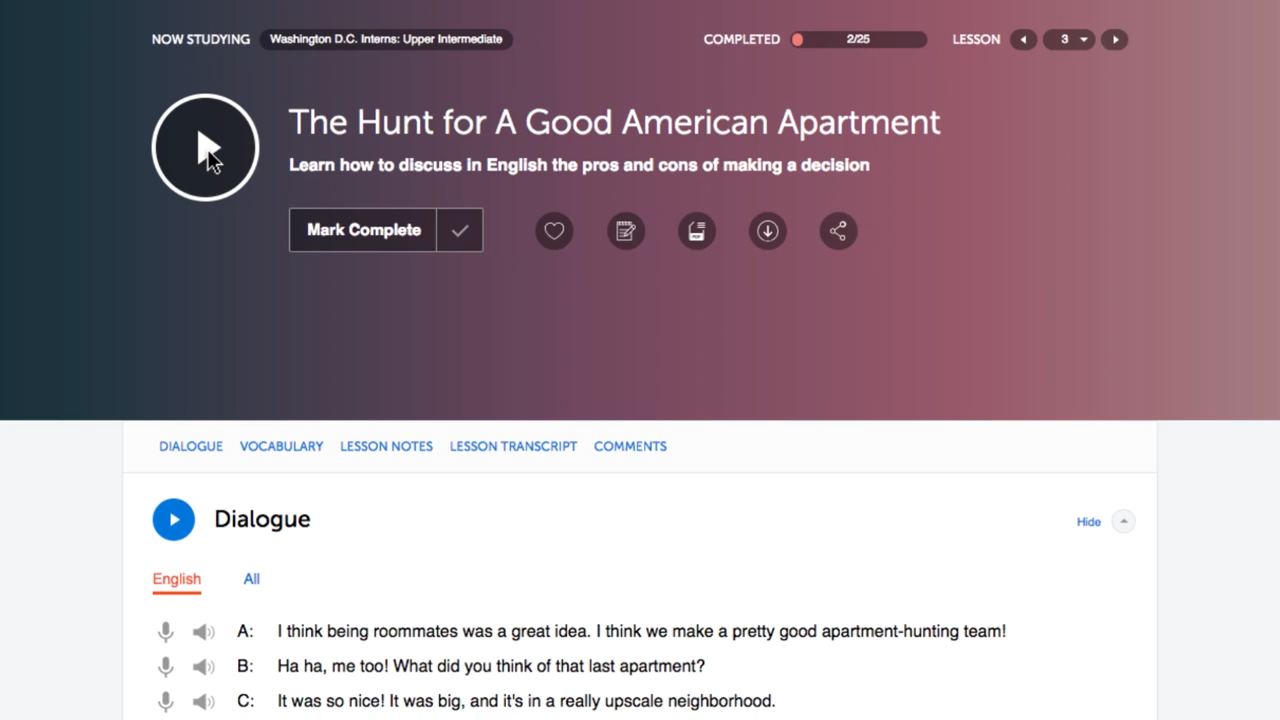 NOW STUDYING Washington D.C. Interns: Upper Intermediate COMPLETED 2/25 LESSON 3
The Hunt for A Good American Apartment
Learn how to discuss in English the pros and cons of making a decision
Mark Complete
PDF
DIALOGUE VOCABULARY LESSON NOTES LESSON TRANSCRIPT COMMENTS
Dialogue Hide
English All
A: I think being roommates was a great idea. I think we make a pretty good apartment-hunting team!
B: Ha ha, me too! What did you think of that last apartment?
C: It was so nice! It was big, and it's in a really upscale neighborhood.